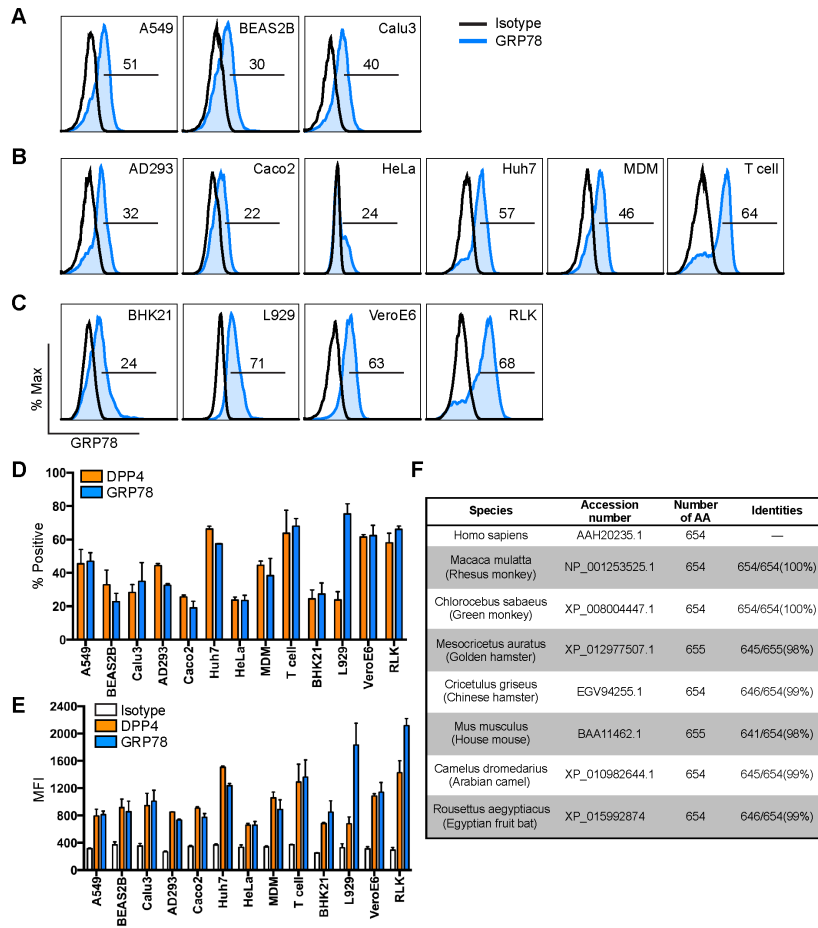 A
A549
51
BEAS2B
30
Calu3
40
Isotype
GRP78
B
AD293
32
Caco2
22
HeLa
24
Huh7
57
MDM
46
T cell
64
C
BHK21
24
L929
71
VeroE6
63
RLK
68
% Max
GRP78
D
DPP4
GRP78
% Positive
100
80
60
40
20
0
A549
BEAS2B
Calu3
AD293
Caco2
Huh7
HeLa
MDM
T cell
BHK21
L929
VeroE6
RLK
E
Isotype
DPP4
GRP78
MFI
2400
2000
1600
1200
800
400
0
A549
BEAS2B
Calu3
AD293
Caco2
Huh7
HeLa
MDM
T cell
BHK21
L929
VeroE6
RLK
F
Species Accession number Number of AA Identities
Homo sapiens AAH20235.1 654 —
Macaca mulatta (Rhesus monkey) NP_001253525.1 654 654/654(100%)
Chlorocebus sabaeus (Green monkey) XP_008004447.1 654 654/654(100%)
Mesocricetus auratus (Golden hamster) XP_012977507.1 655 645/655(98%)
Cricetulus griseus (Chinese hamster) EGV94255.1 654 646/654(99%)
Mus musculus (House mouse) BAA11462.1 655 641/654(98%)
Camelus dromedarius (Arabian camel) XP_010982644.1 654 645/654(99%)
Rousettus aegyptiacus (Egyptian fruit bat) XP_015992874 654 646/654(99%)